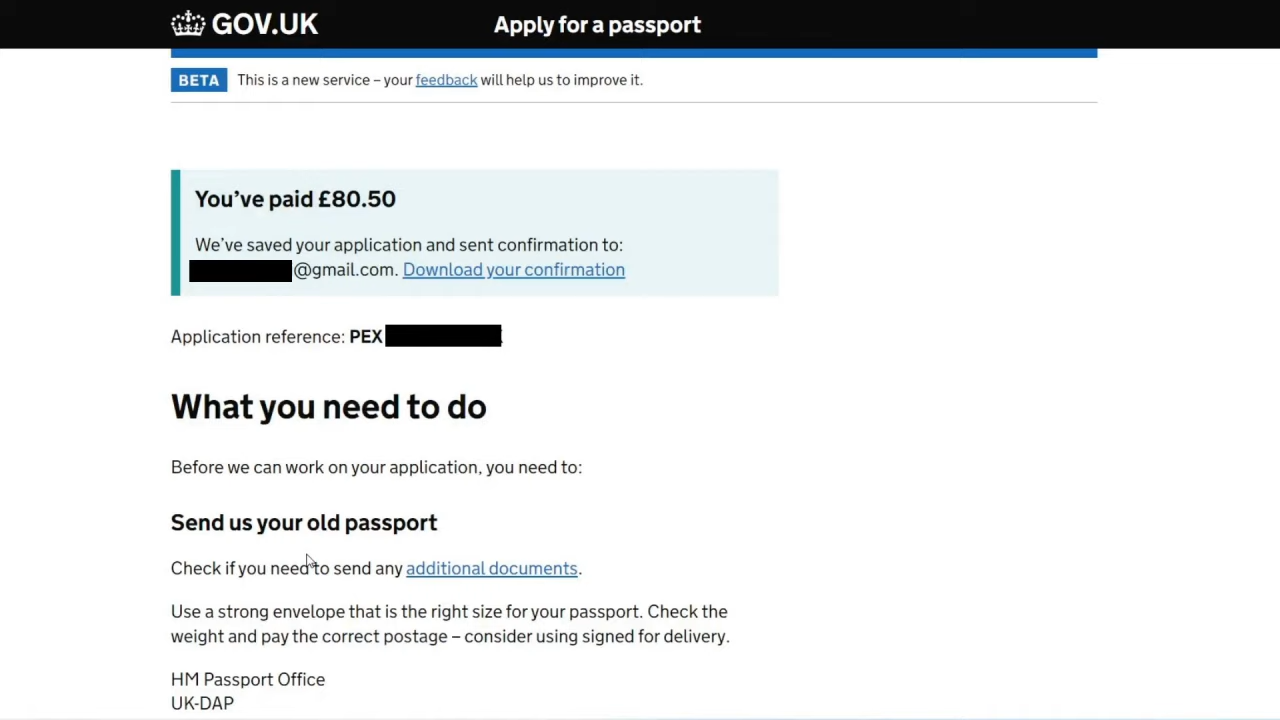 GOV.UK
Apply for a passport
BETA This is a new service – your feedback will help us to improve it.
You’ve paid £80.50
We’ve saved your application and sent confirmation to:
@gmail.com. Download your confirmation
Application reference: PEX
What you need to do
Before we can work on your application, you need to:
Send us your old passport
Check if you need to send any additional documents.
Use a strong envelope that is the right size for your passport. Check the
weight and pay the correct postage – consider using signed for delivery.
HM Passport Office
UK-DAP